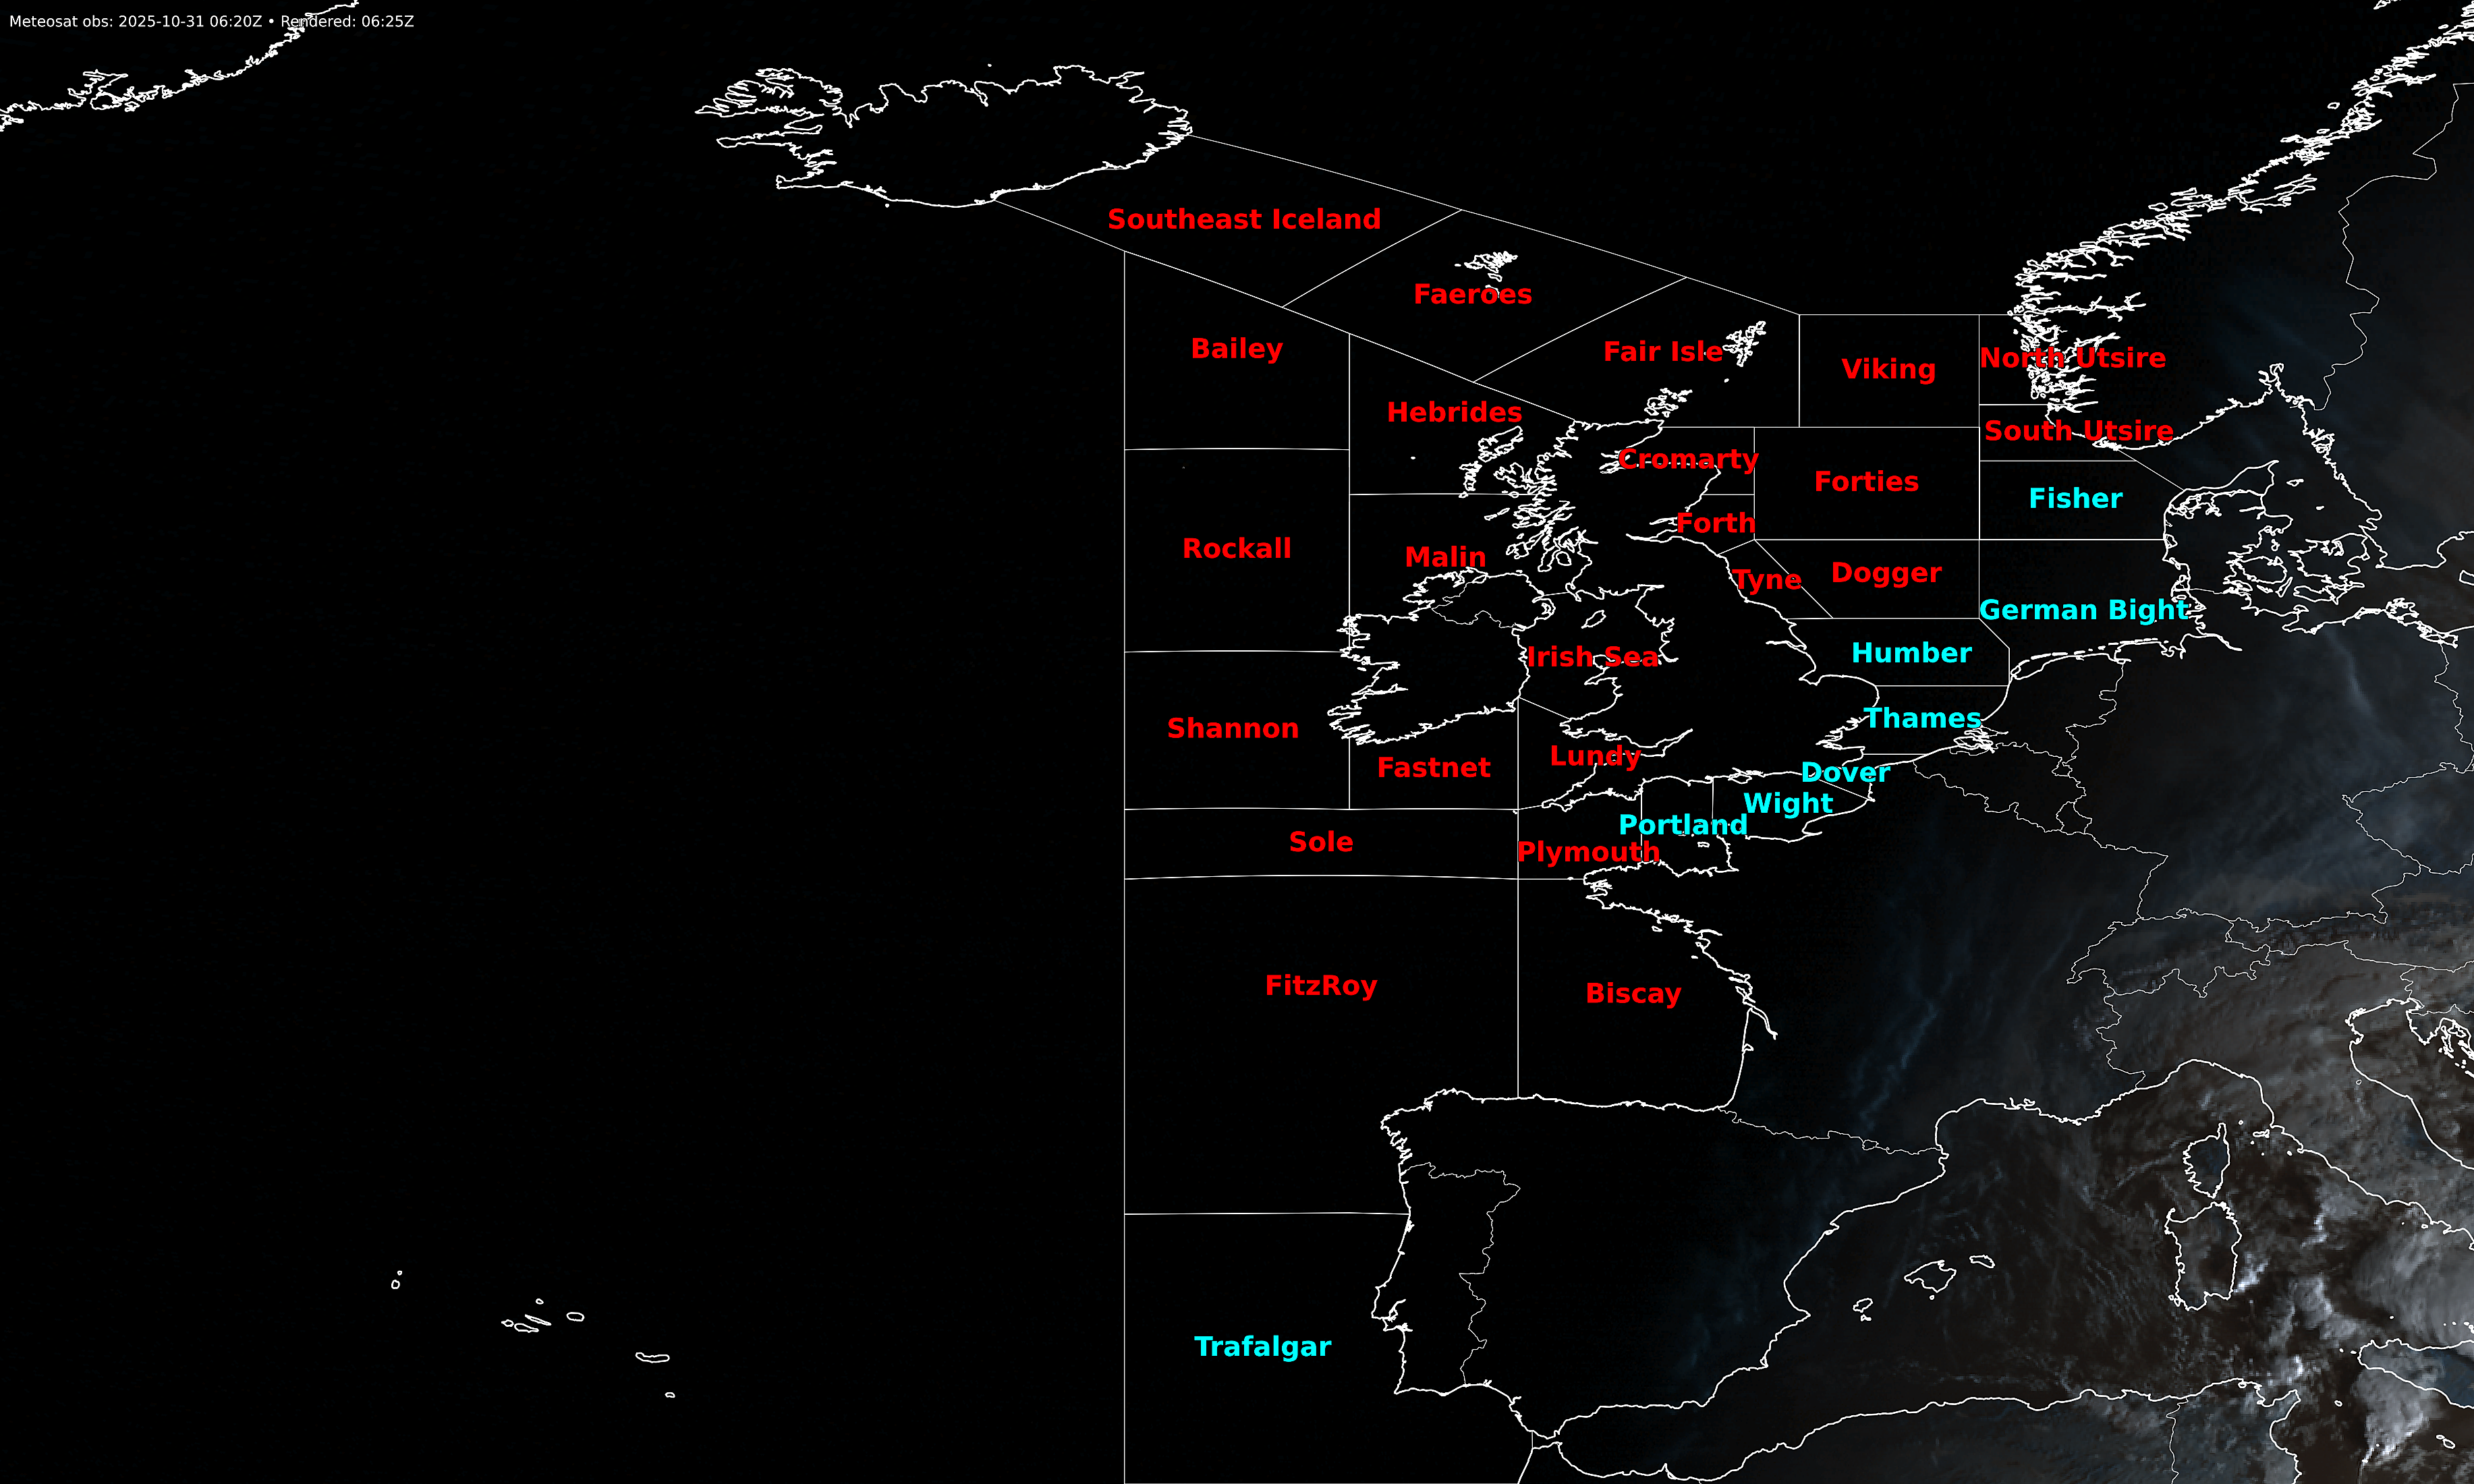 Meteosat obs: 2025-10-31 06:20Z • Rendered: 06:25Z
Southeast Iceland
Faeroes
Bailey
Fair Isle
Viking
North Utsire
Hebrides
South Utsire
Cromarty
Forties
Fisher
Forth
Rockall
Malin
Tyne
Dogger
German Bight
Irish Sea
Humber
Shannon
Thames
Fastnet
Lundy
Dover
Wight
Portland
Sole
Plymouth
FitzRoy
Biscay
Trafalgar